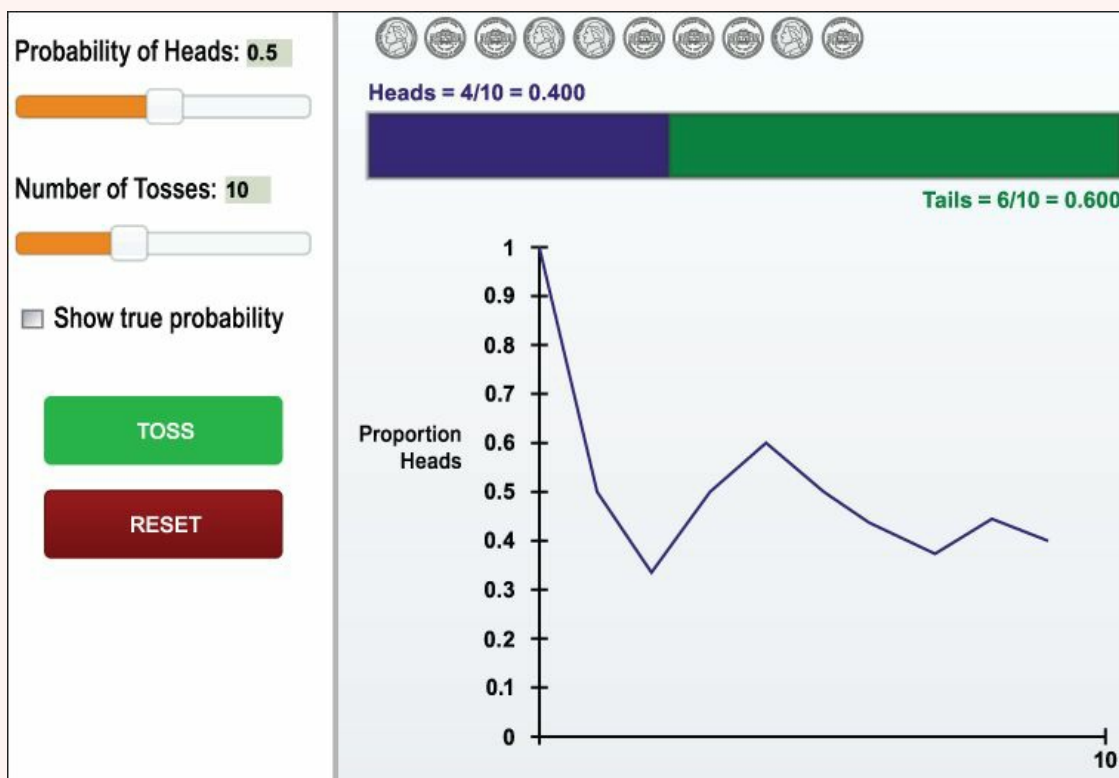 Probability of Heads: 0.5
Number of Tosses: 10
Show true probability
TOSS
RESET
Heads = 4/10 = 0.400
Tails = 6/10 = 0.600
Proportion
Heads
1
0.9
0.8
0.7
0.6
0.5
0.4
0.3
0.2
0.1
0
10